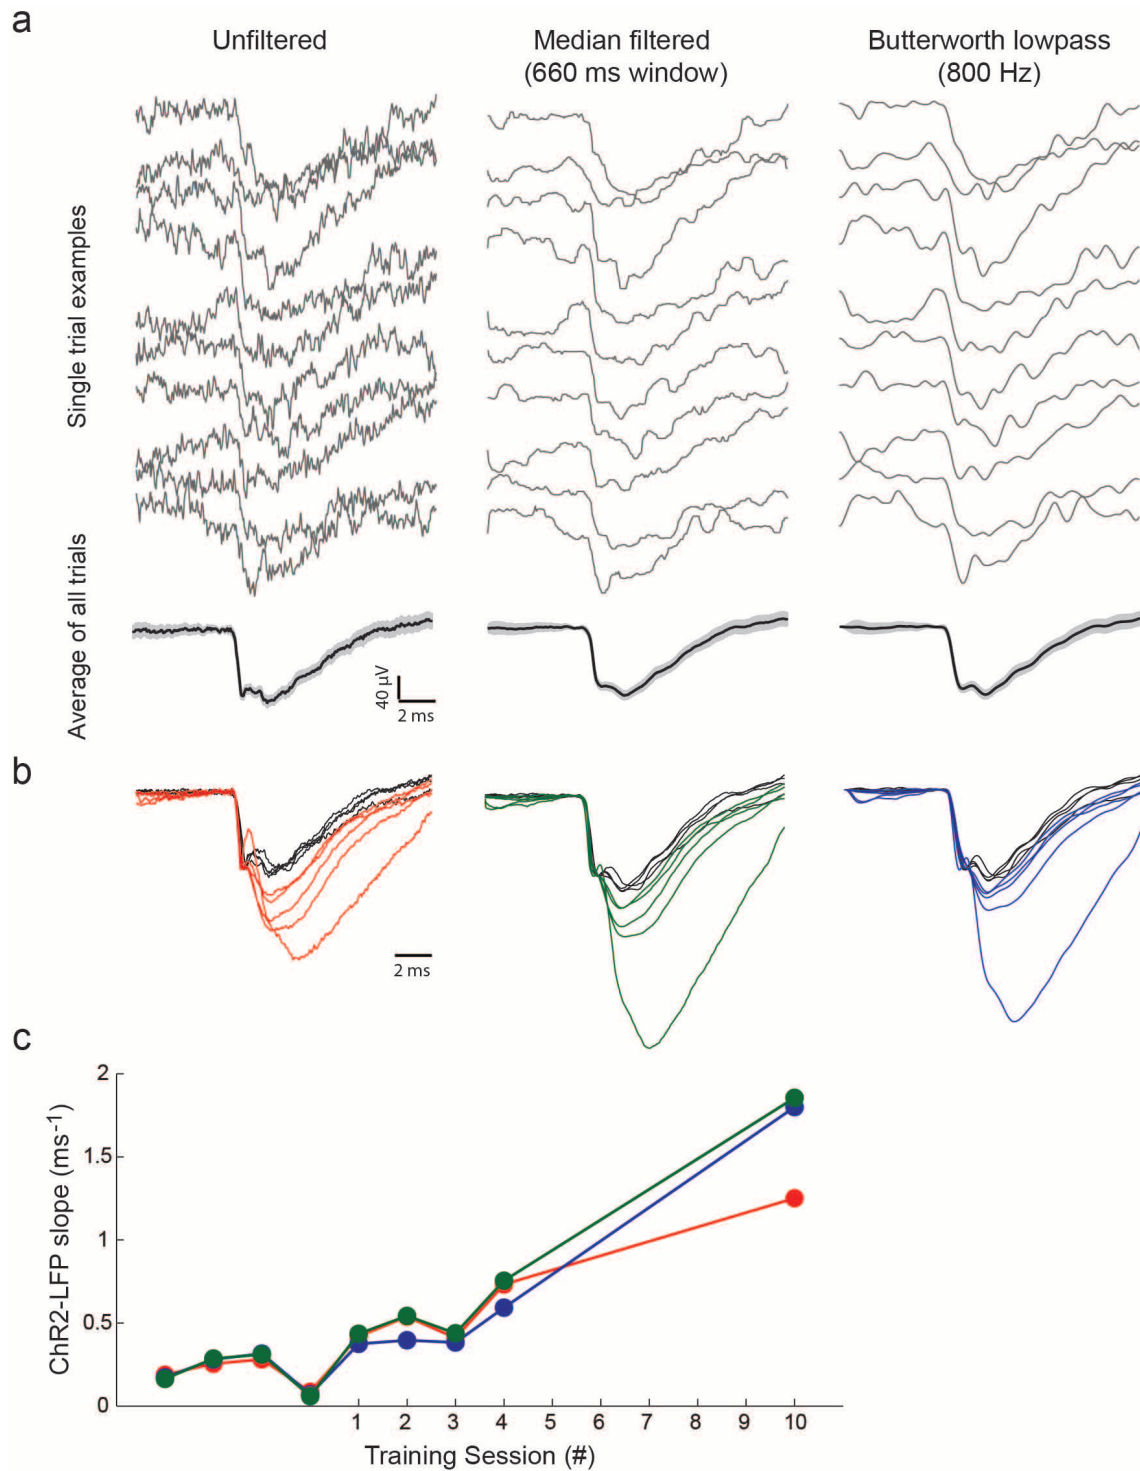 a
Unfiltered
Median filtered
(660 ms window)
Butterworth lowpass
(800 Hz)
Single trial examples
Average of all trials
40 µV
2 ms
b
2 ms
c
ChR2-LFP slope (ms-1)
2
1.5
1
0.5
0
1 2 3 4 5 6 7 8 9 10
Training Session (#)